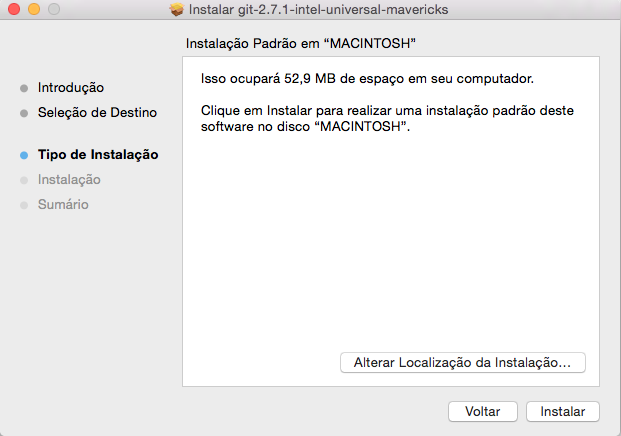 Instalar git-2.7.1-intel-universal-mavericks
Instalação Padrão em “MACINTOSH”
Introdução
Seleção de Destino
Tipo de Instalação
Instalação
Sumário
Isso ocupará 52,9 MB de espaço em seu computador.
Clique em Instalar para realizar uma instalação padrão deste
software no disco “MACINTOSH”.
Alterar Localização da Instalação...
Voltar
Instalar